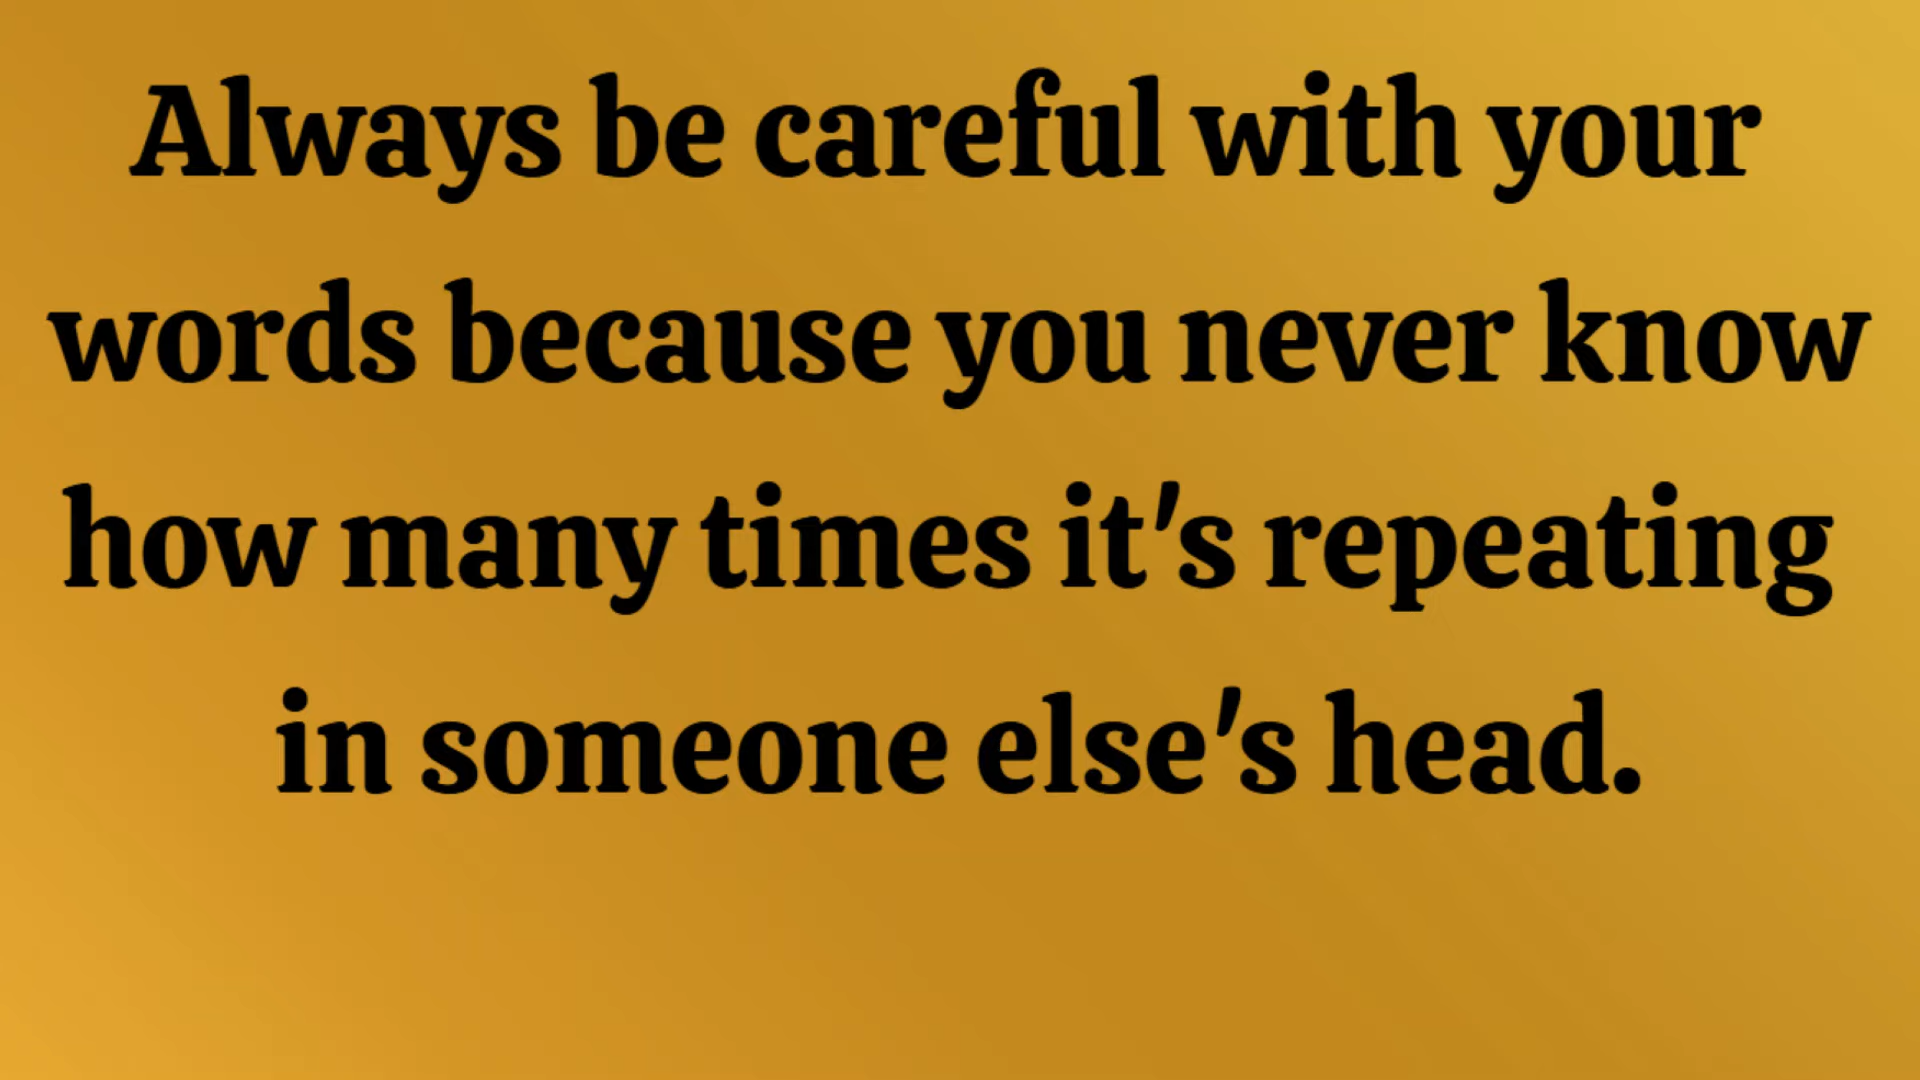 Always be careful with your
words because you never know
how many times it's repeating
in someone else's head.